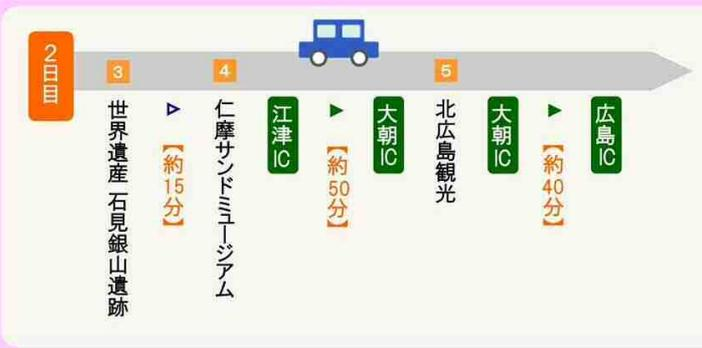 2日目
3
世界遺産 石見銀山遺跡
▷
【約15分】
4
仁摩サンドミュージアム
江津IC
▶
【約50分】
大朝IC
5
北広島観光
大朝IC
▶
【約40分】
広島IC